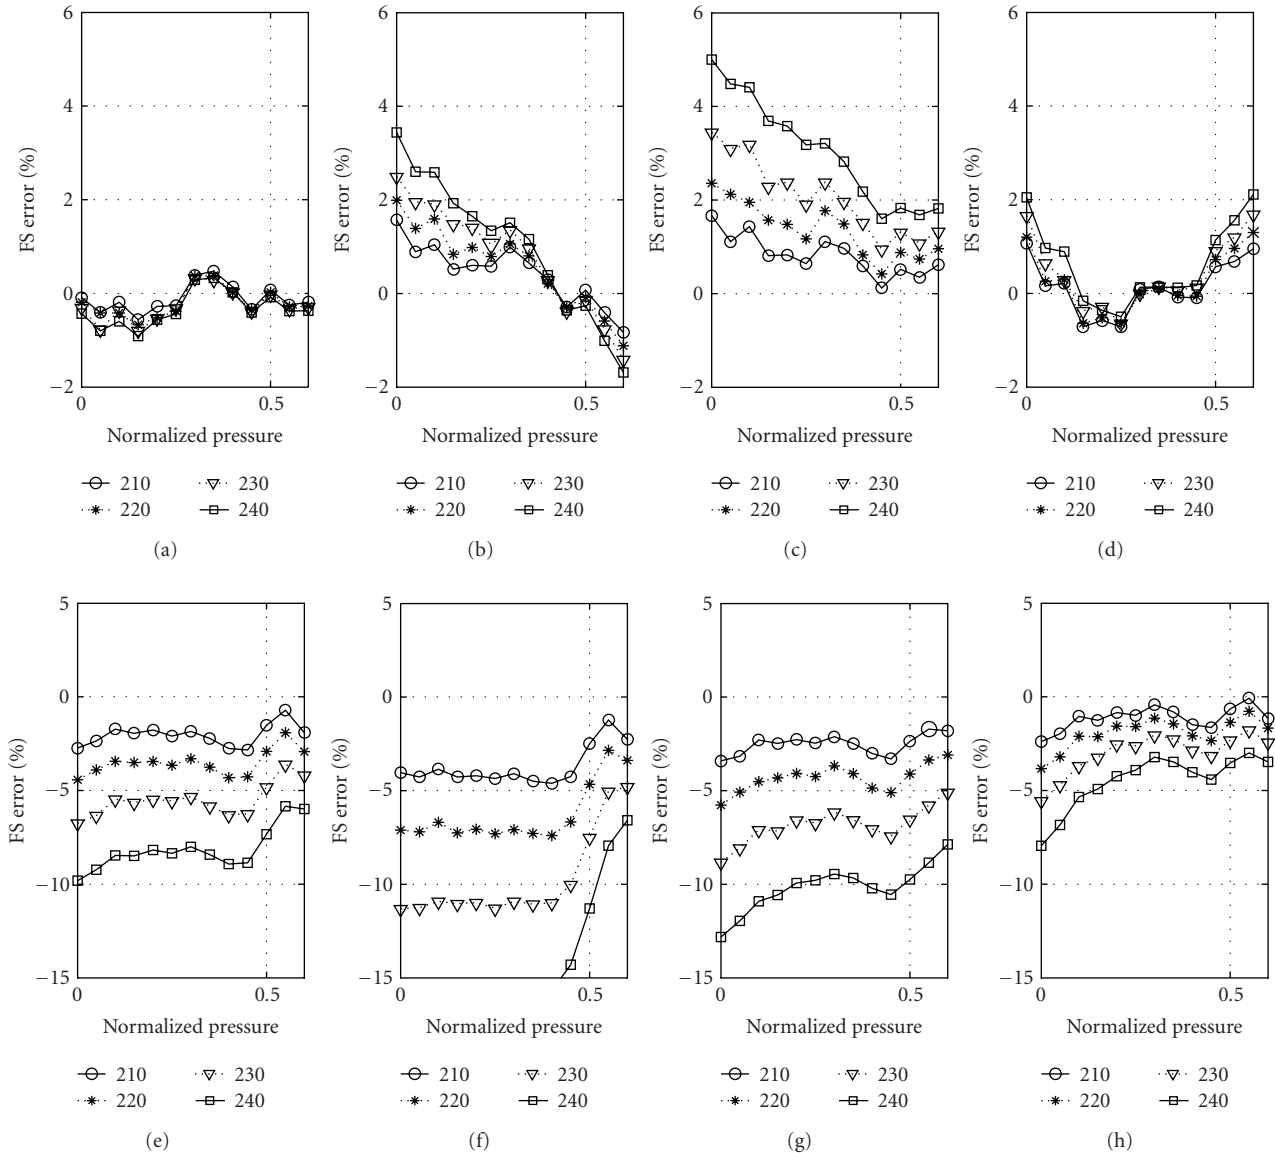 6 6 6 6
4 4 4 4
2 2 2 2
0 0 0 0
−2 −2 −2 −2
FS error (%) FS error (%) FS error (%) FS error (%)
0 0.5 0 0.5 0 0.5 0 0.5
Normalized pressure Normalized pressure Normalized pressure Normalized pressure
210 230 210 230 210 230 210 230
220 240 220 240 220 240 220 240
(a) (b) (c) (d)
5 5 5 5
0 0 0 0
−5 −5 −5 −5
−10 −10 −10 −10
−15 −15 −15 −15
FS error (%) FS error (%) FS error (%) FS error (%)
0 0.5 0 0.5 0 0.5 0 0.5
Normalized pressure Normalized pressure Normalized pressure Normalized pressure
210 230 210 230 210 230 210 230
220 240 220 240 220 240 220 240
(e) (f) (g) (h)